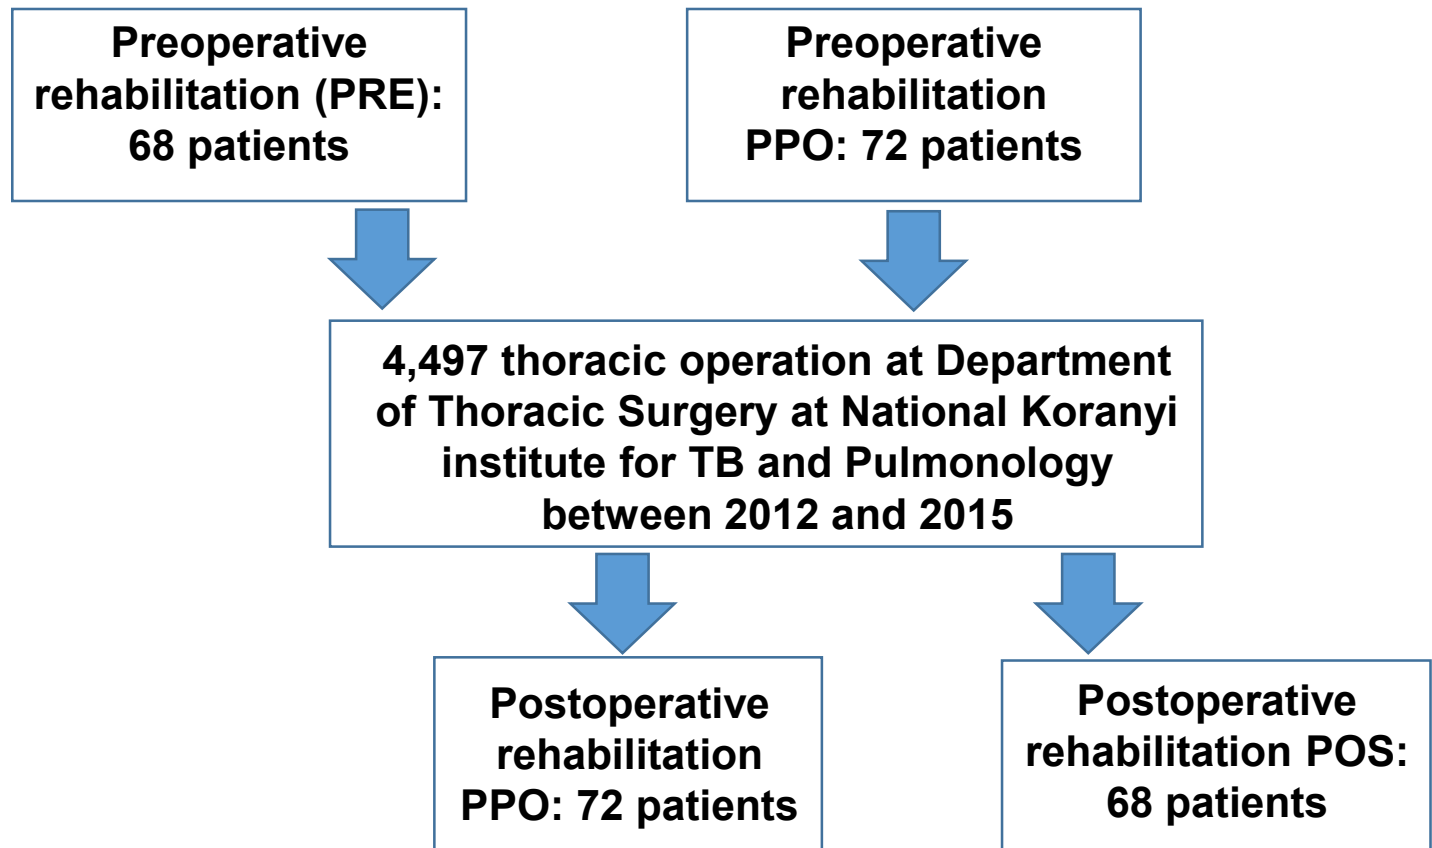 Preoperative
rehabilitation (PRE):
68 patients
Preoperative
rehabilitation
PPO: 72 patients
4,497 thoracic operation at Department
of Thoracic Surgery at National Koranyi
institute for TB and Pulmonology
between 2012 and 2015
Postoperative
rehabilitation
PPO: 72 patients
Postoperative
rehabilitation POS:
68 patients